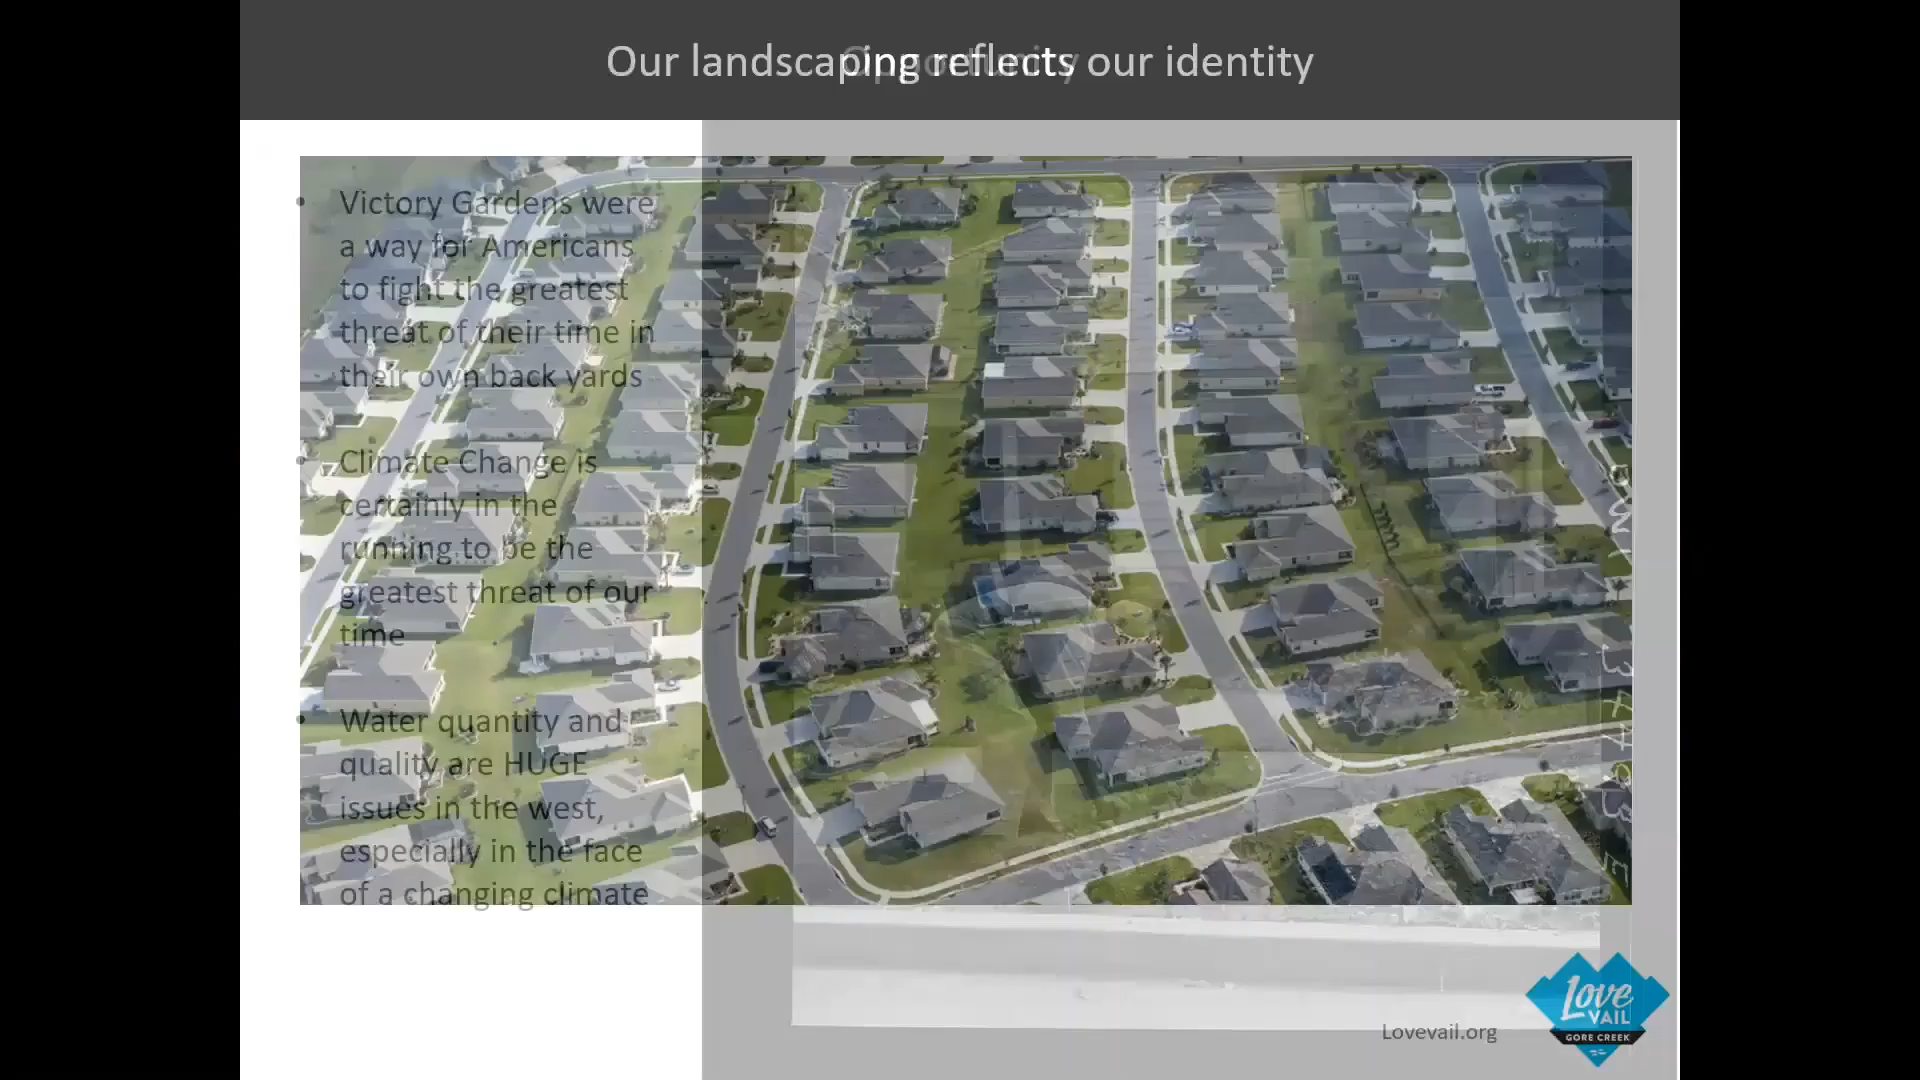 Our landscaping reflects our identity
Victory Gardens were
a way for Americans
to fight the greatest
threat of their time in
their own back yards
Climate Change is
certainly in the
running to be the
greatest threat of our
time
Water quantity and
quality are HUGE
issues in the west,
especially in the face
of a changing climate
Lovevail.org
Love
VAIL
GORE CREEK